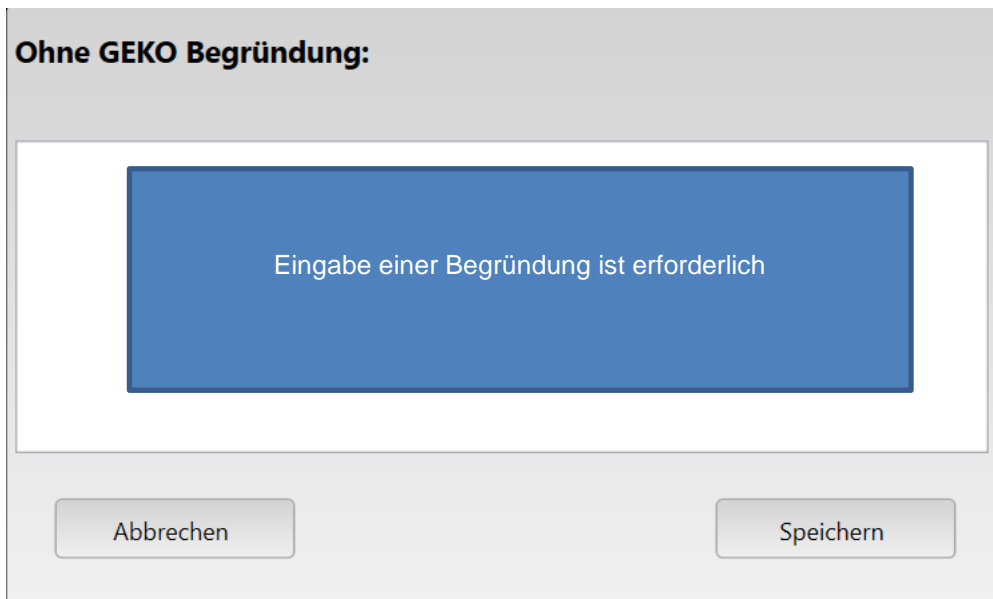 Ohne GEKO Begründung:
Eingabe einer Begründung ist erforderlich
Abbrechen
Speichern